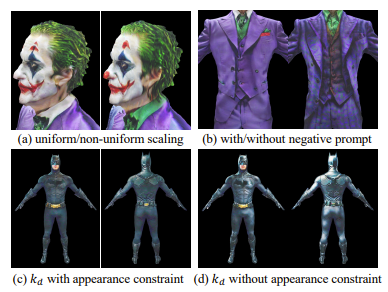 (a) uniform/non-uniform scaling
(b) with/without negative prompt
(c) k_d with appearance constraint
(d) k_d without appearance constraint